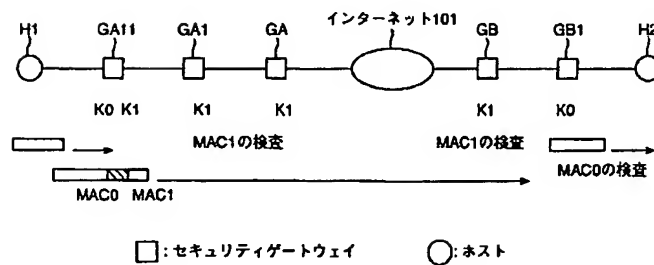 インターネット101
H1 GA11 GA1 GA GB GB1 H2
K0 K1 K1 K1 K1 K0
MAC1の検査 MAC1の検査
MAC0の検査
MAC0 MAC1
□:セキュリティゲートウェイ ○:ホスト